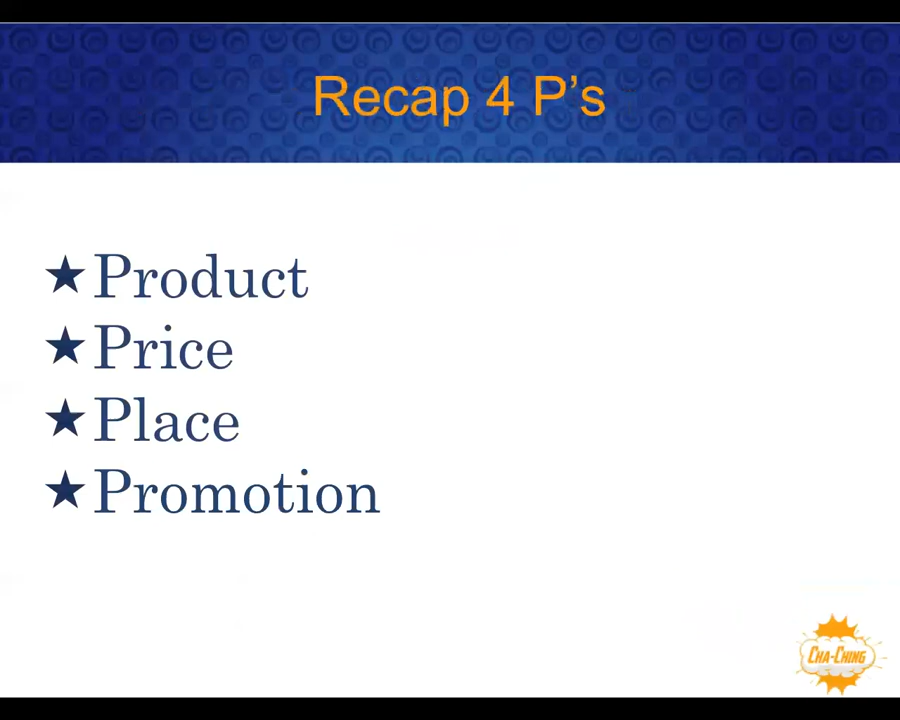 Recap 4 P’s
★Product
★Price
★Place
★Promotion
CHA-CHING